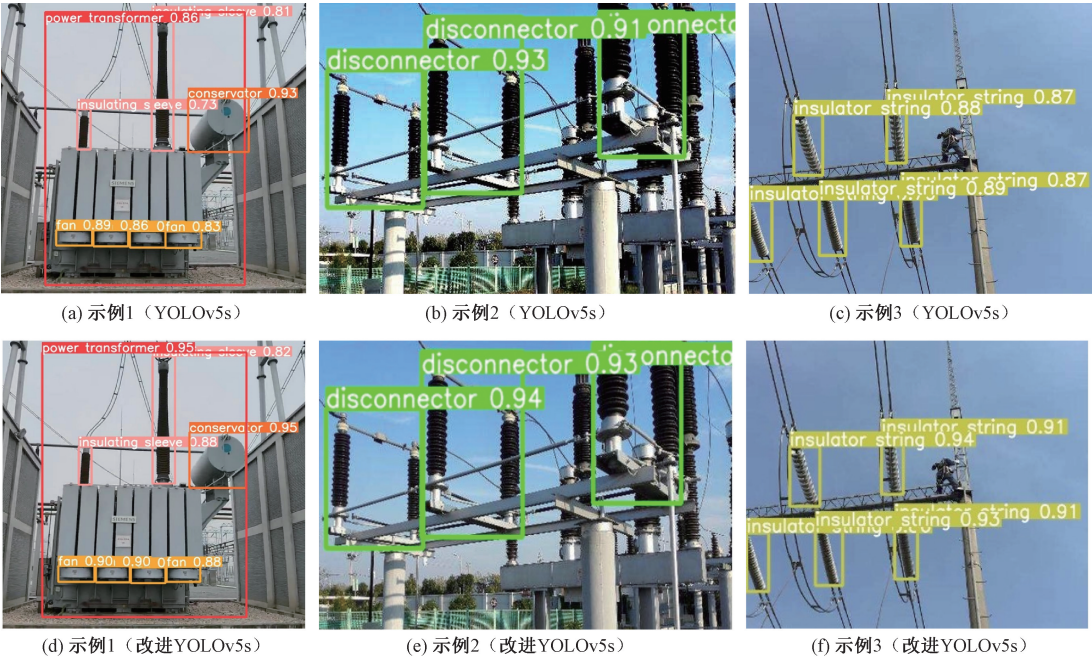 insulating sleeve 0.81
power transformer 0.86
conservator 0.93
insulating sleeve 0.73
SIEMENS
fan 0.89
0.86
fan 0.83
disconnector 0.91
disconnector 0.93
insulator string 0.87
insulator string 0.88
insulator string 0.87
insulator string 0.89
(a) 示例1（YOLOv5s）
(b) 示例2（YOLOv5s）
(c) 示例3（YOLOv5s）
power transformer 0.95
insulating sleeve 0.82
conservator 0.95
insulating sleeve 0.88
SIEMENS
fan 0.90
0.90
fan 0.88
disconnector 0.93
disconnector 0.94
insulator string 0.91
insulator string 0.94
insulator string 0.93
insulator string 0.91
(d) 示例1（改进YOLOv5s）
(e) 示例2（改进YOLOv5s）
(f) 示例3（改进YOLOv5s）